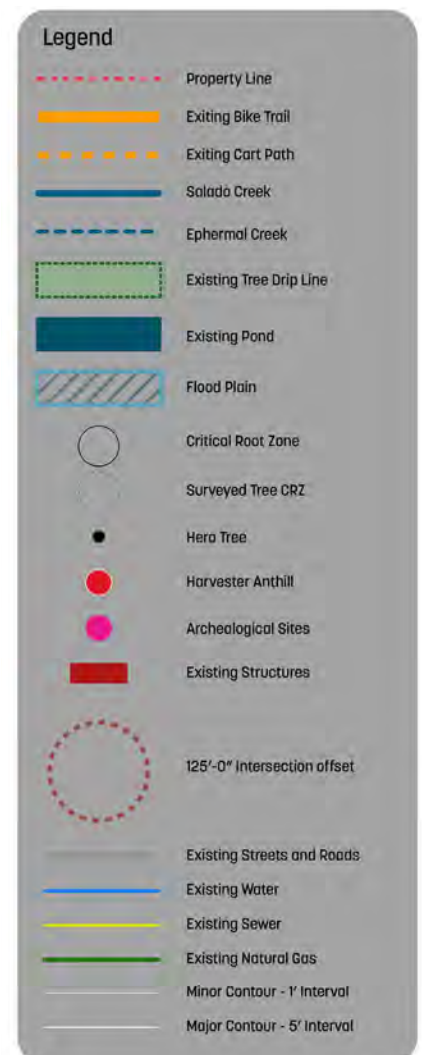 Legend
Property Line
Exiting Bike Trail
Exiting Cart Path
Salado Creek
Ephermal Creek
Existing Tree Drip Line
Existing Pond
Flood Plain
Critical Root Zone
Surveyed Tree CRZ
Hero Tree
Harvester Anthill
Archealogical Sites
Existing Structures
125'-0" Intersection offset
Existing Streets and Roads
Existing Water
Existing Sewer
Existing Natural Gas
Minor Contour - 1' Interval
Major Contour - 5' Interval